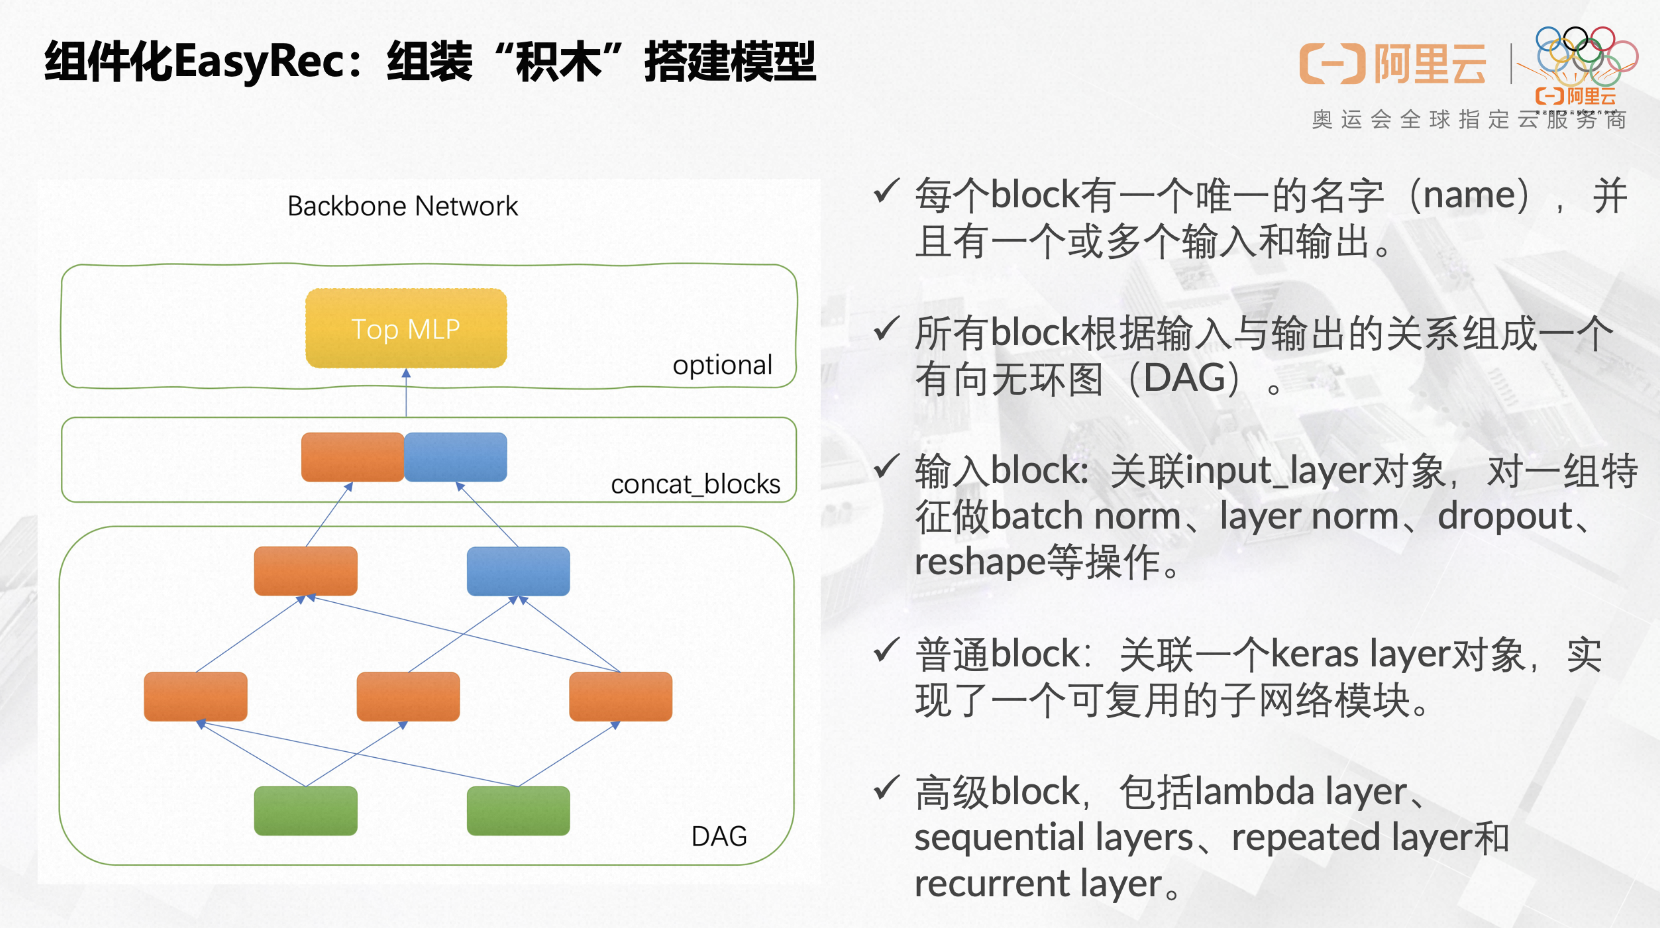 组件化EasyRec：组装“积木”搭建模型
阿里云
阿里云
奥运会全球指定云服务商
Backbone Network
Top MLP
optional
concat_blocks
DAG
每个block有一个唯一的名字（name），并
且有一个或多个输入和输出。
所有block根据输入与输出的关系组成一个
有向无环图（DAG）。
输入block: 关联input_layer对象，对一组特
征做batch norm、layer norm、dropout、
reshape等操作。
普通block：关联一个keras layer对象，实
现了一个可复用的子网络模块。
高级block，包括lambda layer、
sequential layers、repeated layer和
recurrent layer。